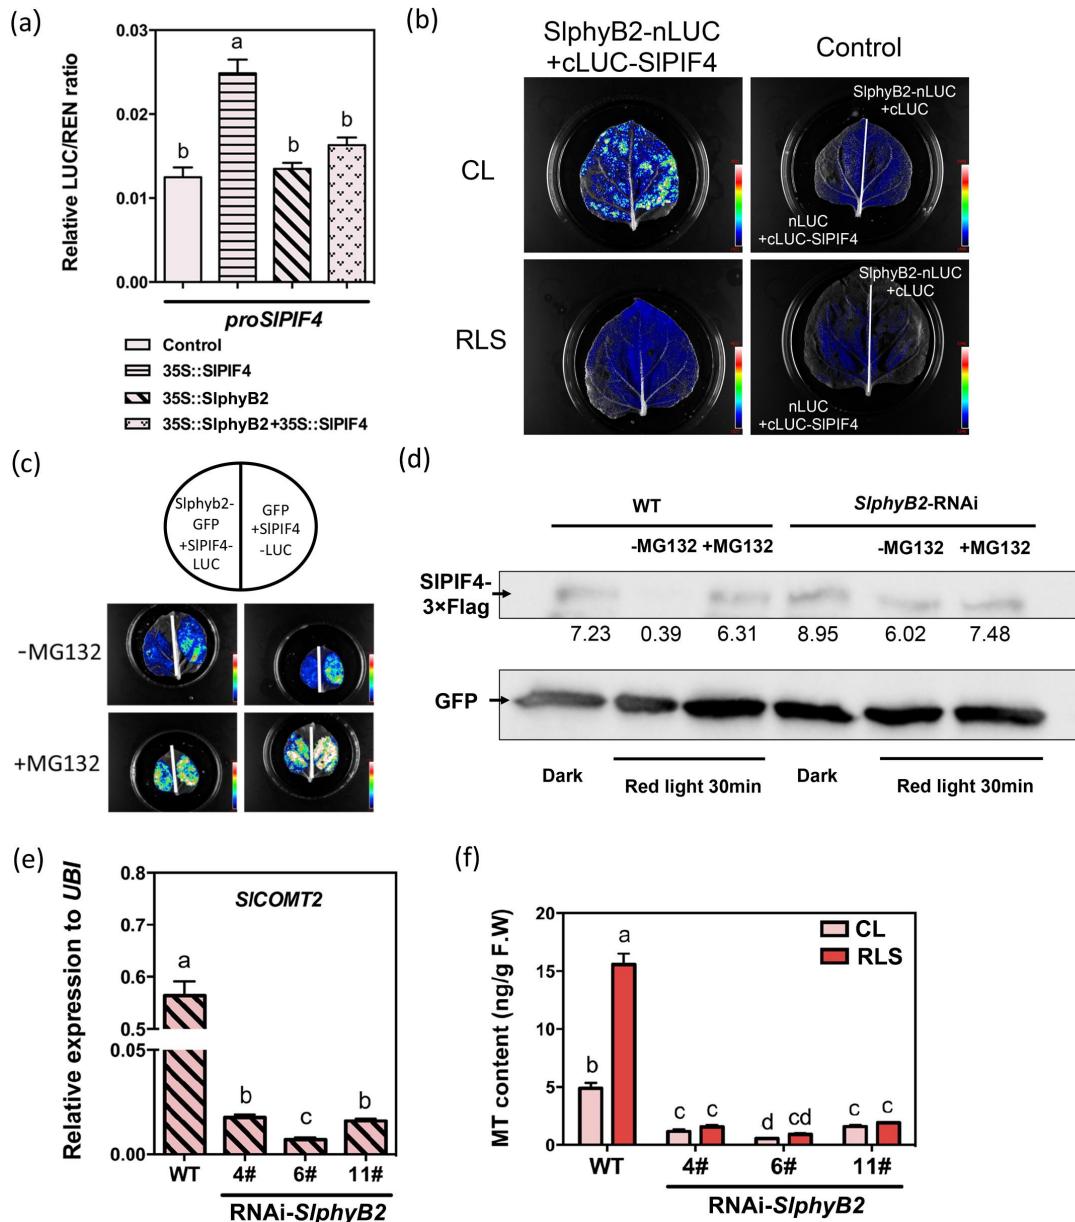 (a)
Relative LUC/REN ratio
0.03
0.02
0.01
0.00
b
a
b
b
proSlPIF4
Control
35S::SlPIF4
35S::SlphyB2
35S::SlphyB2+35S::SlPIF4
(b)
SlphyB2-nLUC
+cLUC-SlPIF4
Control
CL
SlphyB2-nLUC
+cLUC
nLUC
+cLUC-SlPIF4
RLS
SlphyB2-nLUC
+cLUC
nLUC
+cLUC-SlPIF4
(c)
Slphyb2-
GFP
+SlPIF4-
LUC
GFP
+SlPIF4
-LUC
-MG132
+MG132
(d)
WT
SlphyB2-RNAi
-MG132 +MG132
-MG132 +MG132
SlPIF4-
3×Flag
7.23 0.39 6.31 8.95 6.02 7.48
GFP
Dark
Red light 30min
Dark
Red light 30min
(e)
Relative expression to UBI
SlCOMT2
0.8
0.7
0.6
0.5
0.05
0.00
a
b
c
b
WT 4# 6# 11#
RNAi-SlphyB2
(f)
MT content (ng/g F.W)
20
15
10
5
0
CL
RLS
b
a
c c
d cd
c c
WT 4# 6# 11#
RNAi-SlphyB2